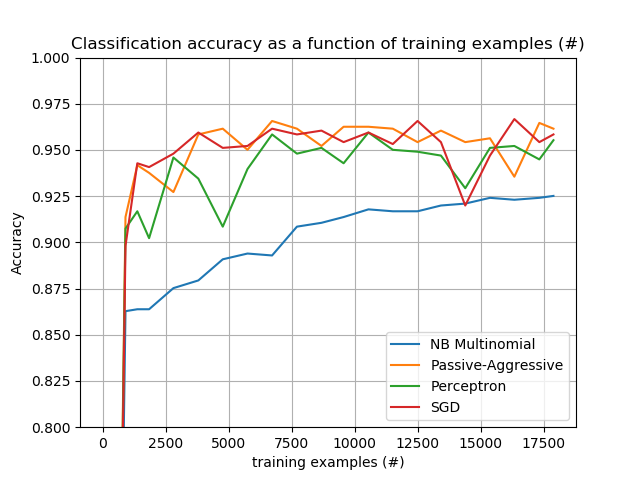 Classification accuracy as a function of training examples (#)
1.000
0.975
0.950
0.925
0.900
0.875
0.850
0.825
0.800
Accuracy
NB Multinomial
Passive-Aggressive
Perceptron
SGD
0 2500 5000 7500 10000 12500 15000 17500
training examples (#)